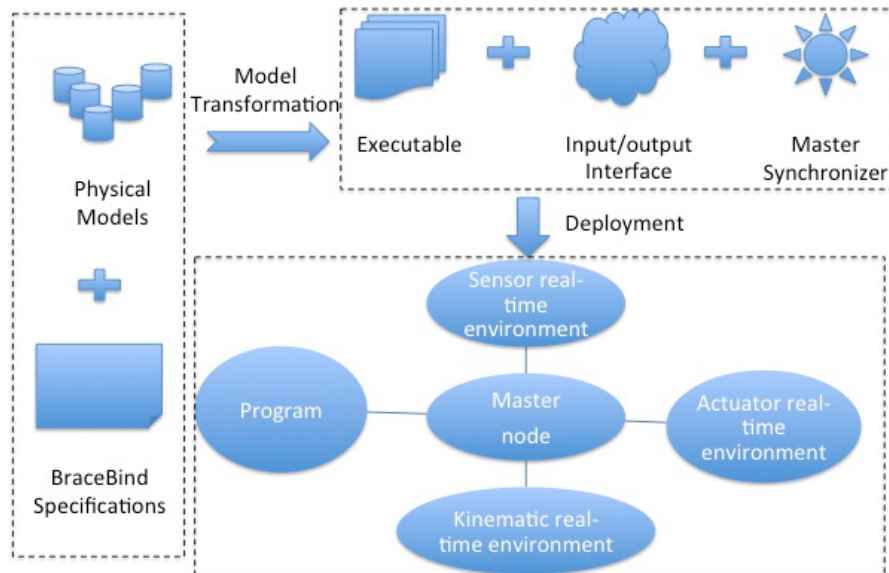 Model
Transformation
Physical
Models
BraceBind
Specifications
Executable
Input/output
Interface
Master
Synchronizer
Deployment
Sensor real-
time
environment
Program
Master
node
Actuator real-
time
environment
Kinematic real-
time environment